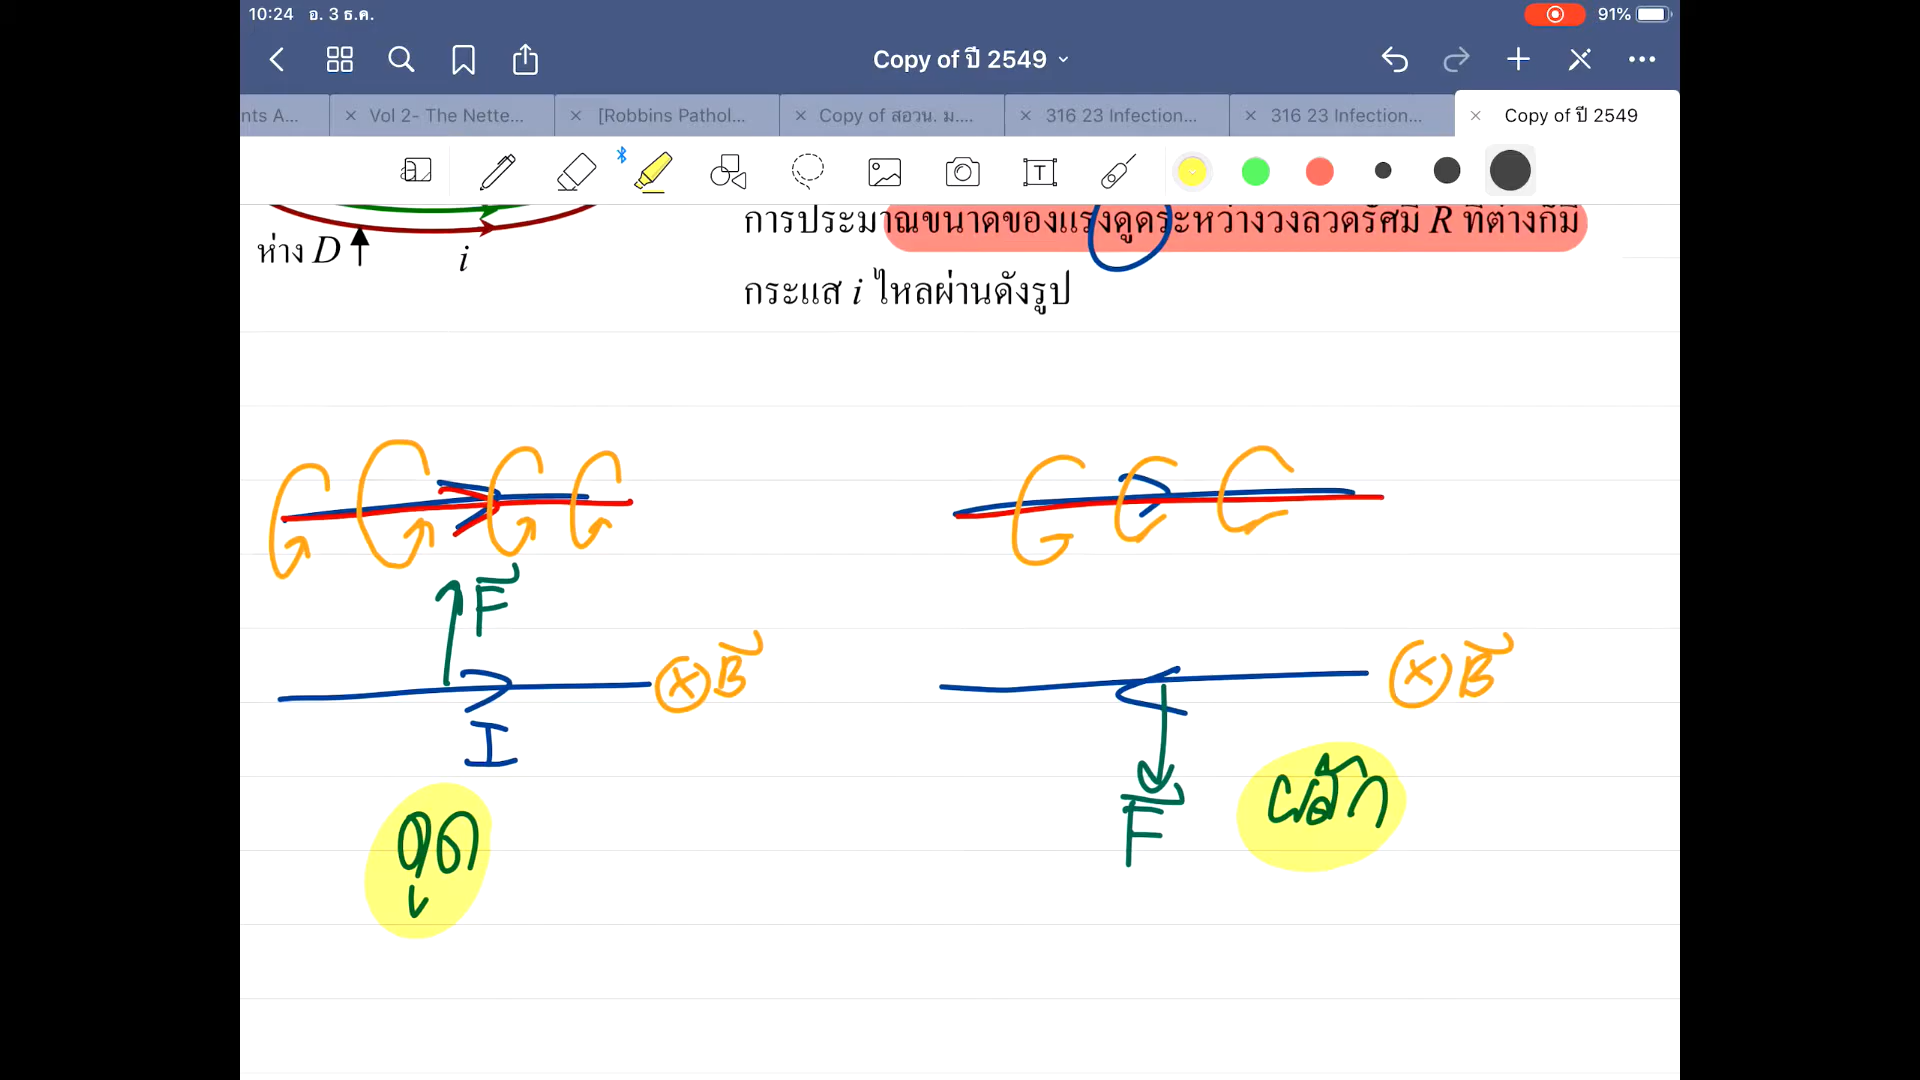 10:24 อ. 3 ธ.ค.
91%
Copy of ปี 2549
nts A...
Vol 2- The Nette...
[Robbins Pathol...
Copy of สอวน. ม....
316 23 Infection...
316 23 Infection...
Copy of ปี 2549
การประมาณขนาดของแรงดูดระหว่างวงลวดรัศมี R ที่ต่างก็มี
ห่าง D
i
กระแส i ไหลผ่านดังรูป
F
B
B
I
ดูด
ผลัก
F